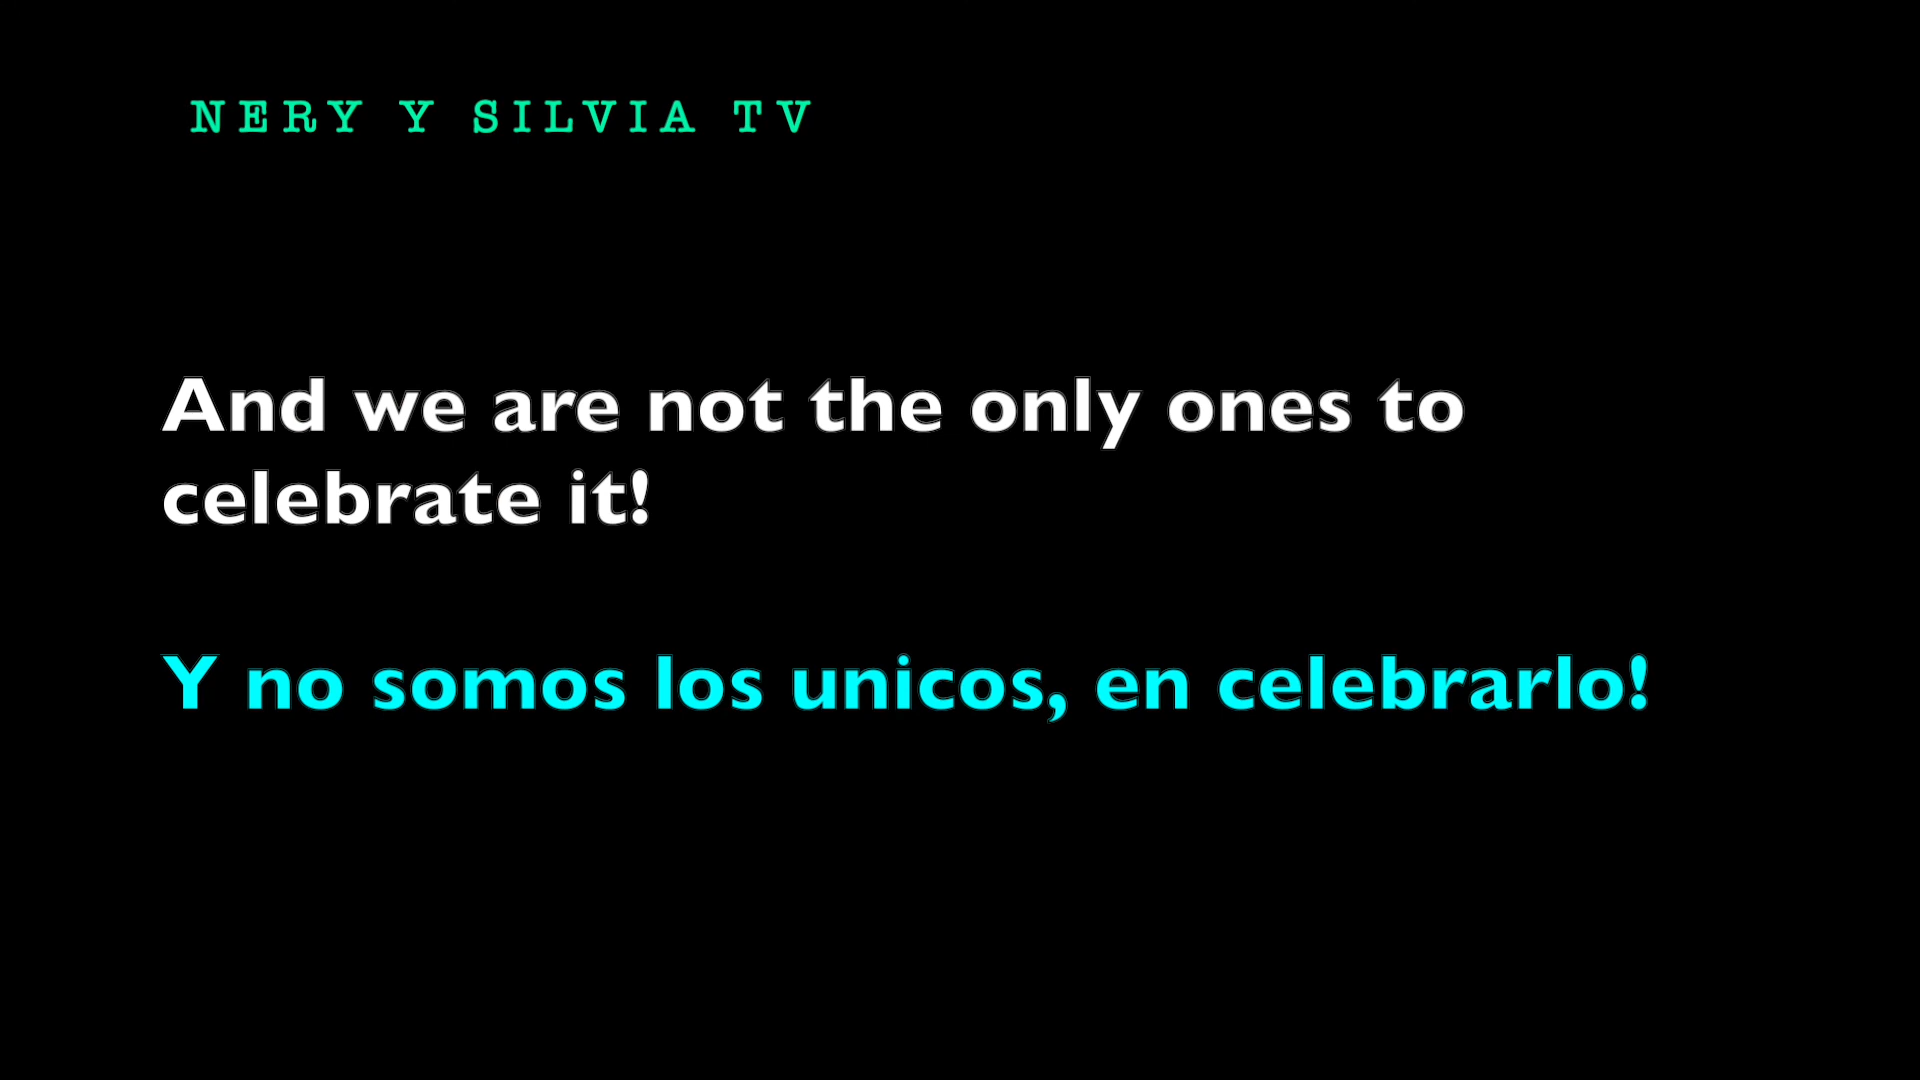 NERY Y SILVIA TV
And we are not the only ones to
celebrate it!
Y no somos los unicos, en celebrarlo!